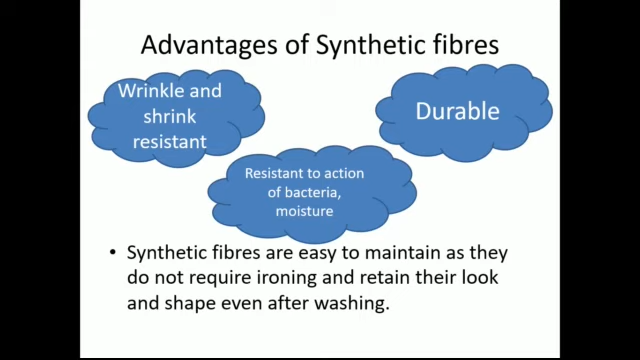 Advantages of Synthetic fibres
Wrinkle and
shrink
resistant
Durable
Resistant to action
of bacteria,
moisture
• Synthetic fibres are easy to maintain as they
do not require ironing and retain their look
and shape even after washing.